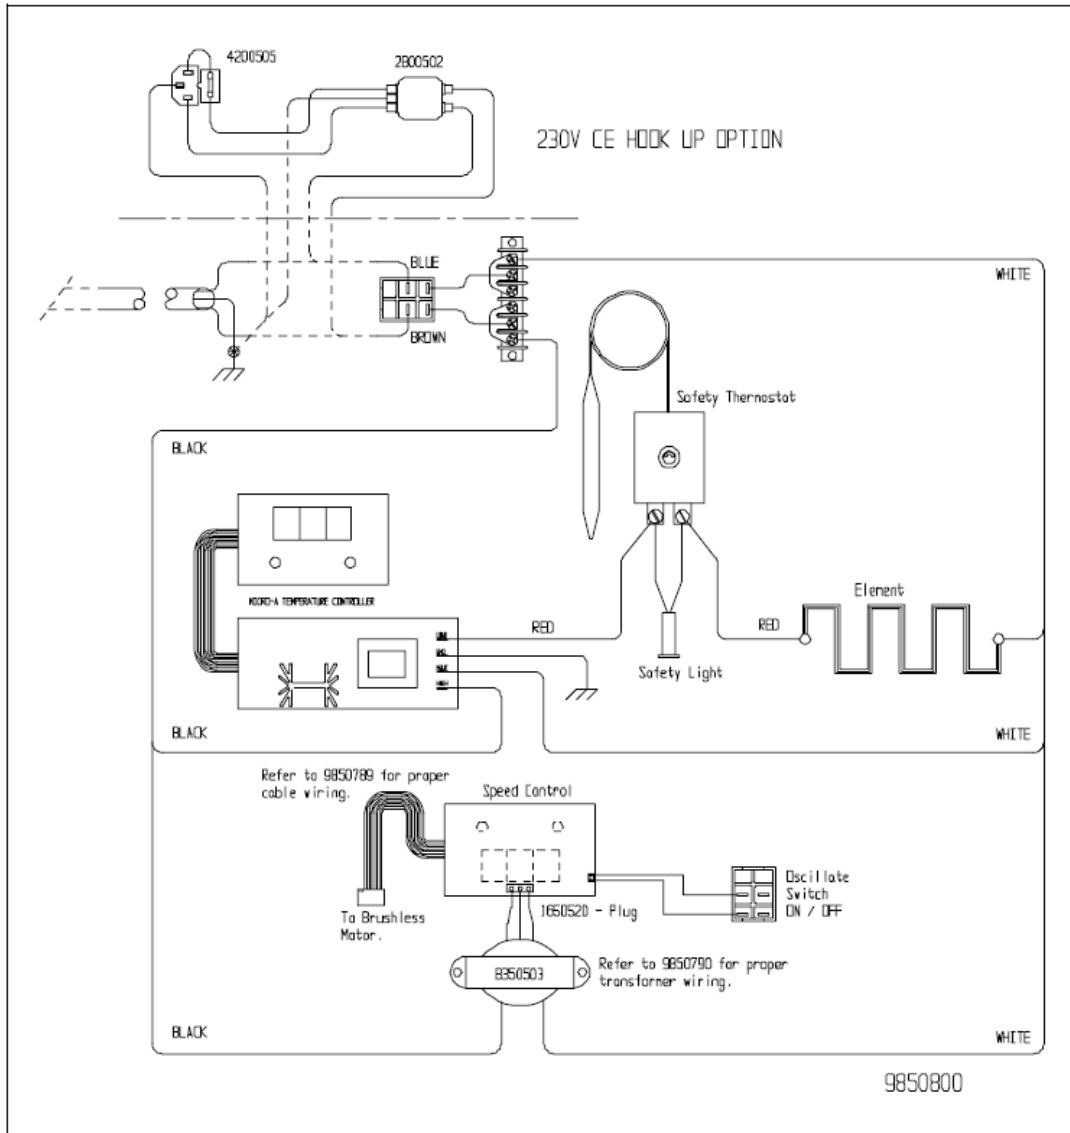 4200505
2800502
230V CE HOOK UP OPTION
BLUE
WHITE
BROWN
Safety Thermostat
BLACK
Element
MICRO-A TEMPERATURE CONTROLLER
RED
RED
Safety Light
BLACK
WHITE
Refer to 9850789 for proper
cable wiring.
Speed Control
Oscillate
Switch
ON / OFF
1650520 - Plug
To Brushless
Motor.
8350503
Refer to 9850790 for proper
transformer wiring.
BLACK
WHITE
9850800